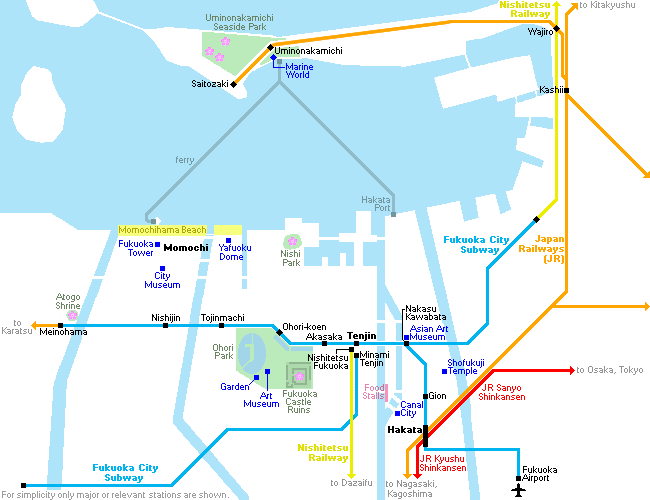 Nishitetsu
Railway
to Kitakyushu
Uminonakamichi
Seaside Park
Wajiro
Uminonakamichi
Marine
World
Saitozaki
Kashii
ferry
Hakata
Port
Momochihama Beach
Fukuoka
Tower
Momochi
Yafuoku
Dome
Nishi
Park
City
Museum
Fukuoka City
Subway
Japan
Railways
(JR)
Atogo
Shrine
to
Karatsu
Meinohama
Nishijin
Tojinmachi
Ohori-koen
Akasaka
Tenjin
Nakasu
Kawabata
Asian Art
Museum
Ohori
Park
Nishitetsu
Fukuoka
Minami
Tenjin
Shofukuji
Temple
to Osaka, Tokyo
Garden
Art
Museum
Fukuoka
Castle
Ruins
Food
Stalls
Canal
City
Gion
JR Sanyo
Shinkansen
Hakata
Nishitetsu
Railway
JR Kyushu
Shinkansen
Fukuoka City
Subway
to Dazaifu
to Nagasaki,
Kagoshima
Fukuoka
Airport
For simplicity only major or relevant stations are shown.